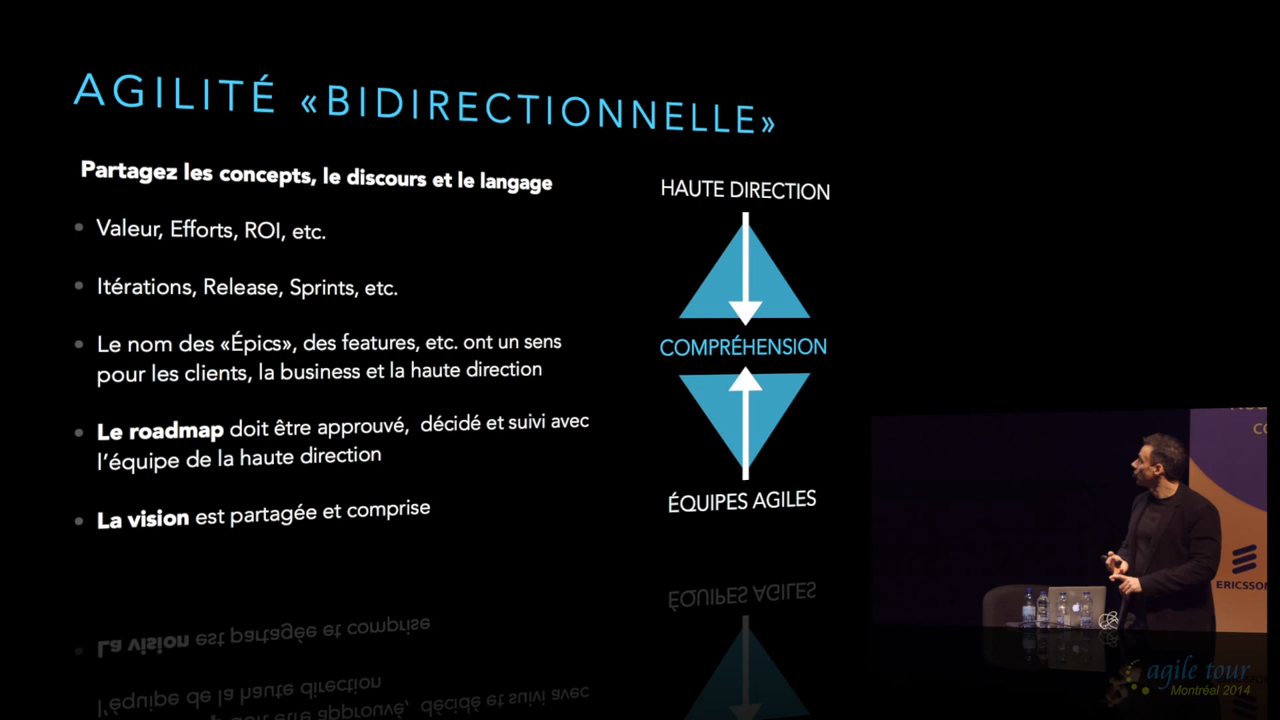 AGILITÉ «BIDIRECTIONNELLE»
Partagez les concepts, le discours et le langage
Valeur, Efforts, ROI, etc.
Itérations, Release, Sprints, etc.
Le nom des «Épics», des features, etc. ont un sens
pour les clients, la business et la haute direction
Le roadmap doit être approuvé,  décidé et suivi avec
l'équipe de la haute direction
La vision est partagée et comprise
HAUTE DIRECTION
COMPRÉHENSION
ÉQUIPES AGILES
ERICSSON
agile tour
Montréal 2014